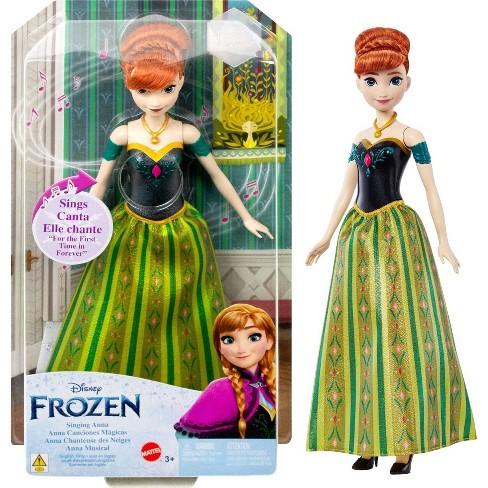 Sings
Canta
Elle chante
"For the First
Time in
Forever"
Disney
FROZEN
Singing Anna
Anna Canciones Mágicas
Anna Chanteuse des Neiges
Anna Musical
MATTEL
3+